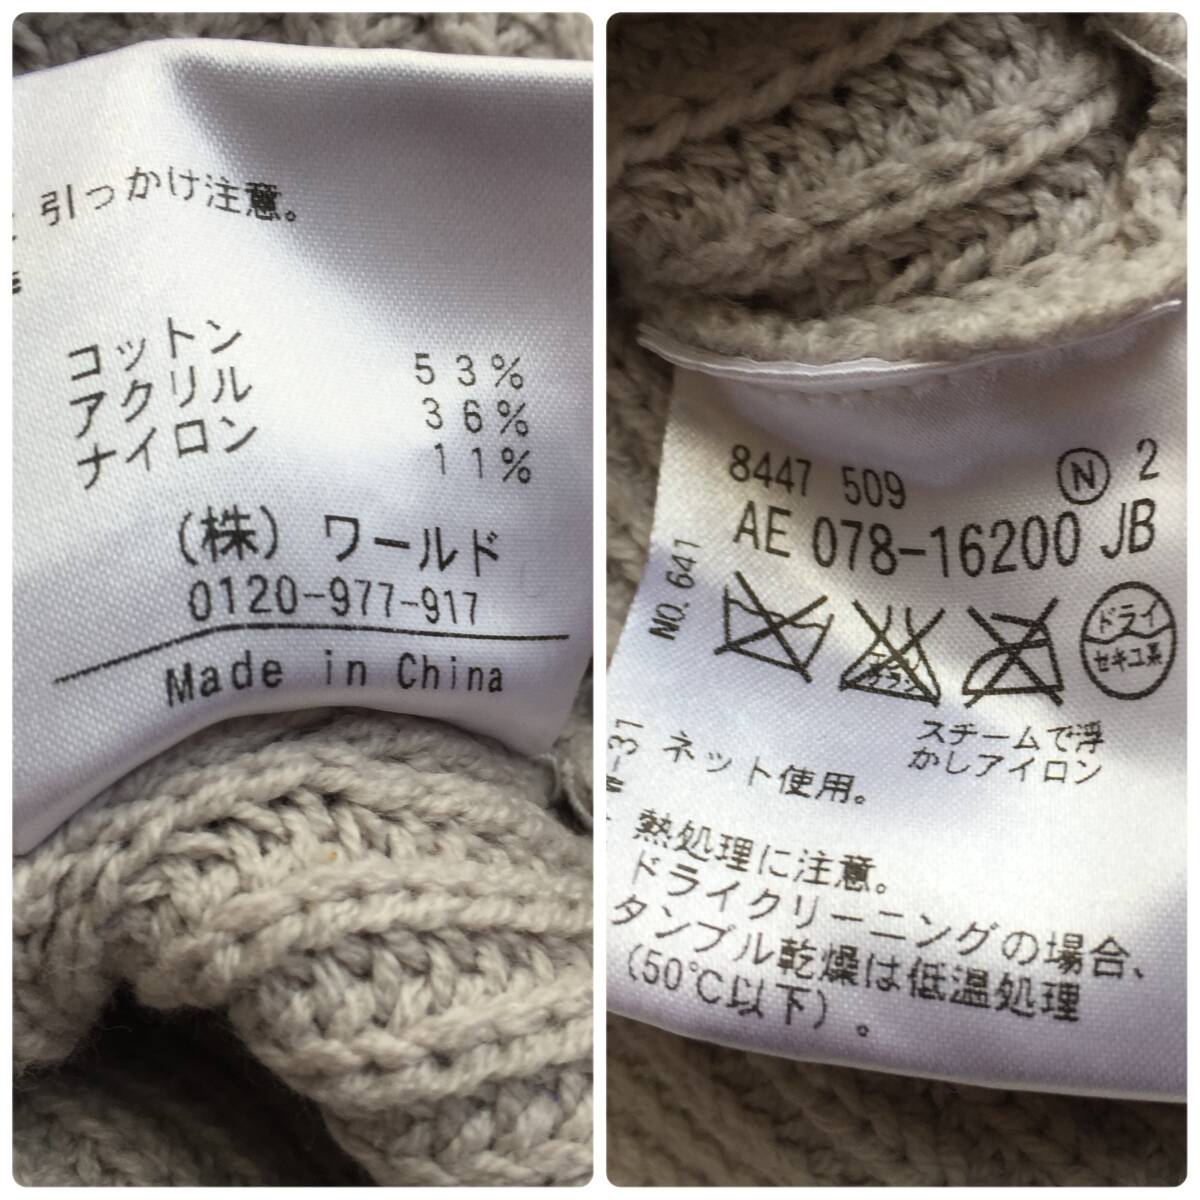 引っかけ注意。
コットン 53%
アクリル 36%
ナイロン 11%
(株) ワールド
0120-977-917
Made in China
8447 509 N 2
AE 078-16200 JB
NO.641
ドライ
セキユ系
スチームで浮
かしアイロン
ネット使用。
熱処理に注意。
ドライクリーニングの場合、
タンブル乾燥は低温処理
(50℃以下)。